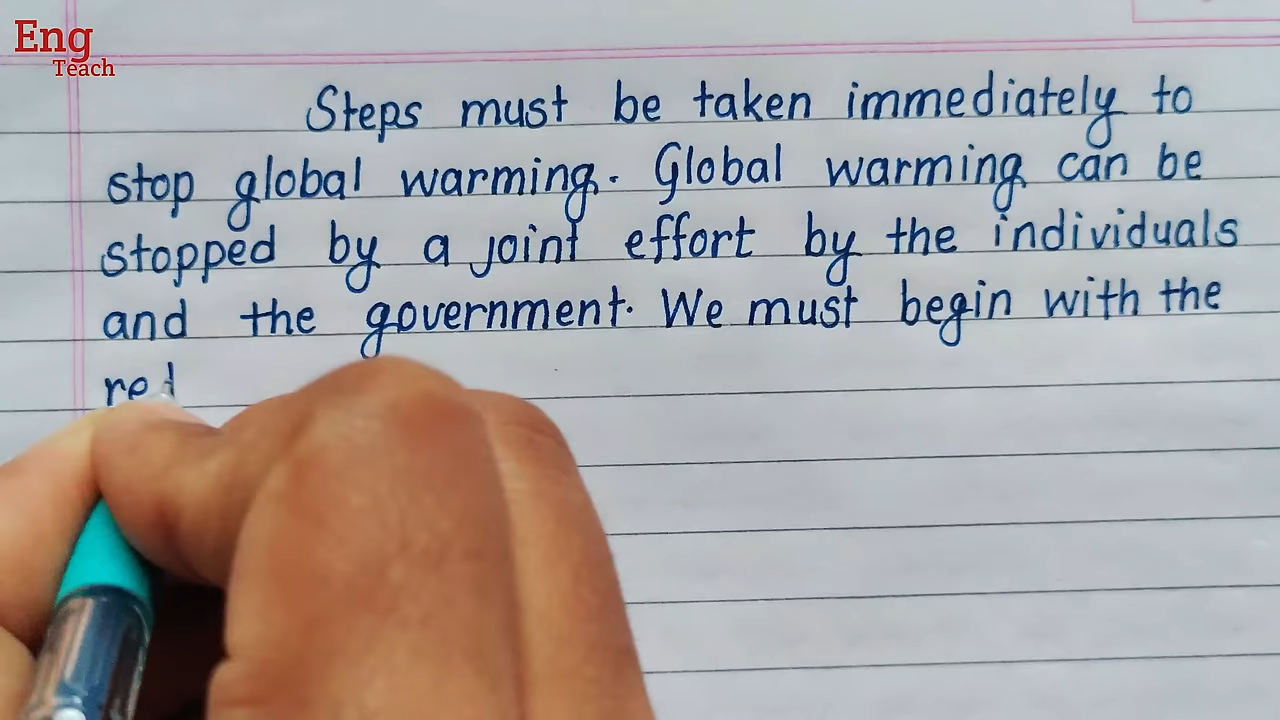 Eng
Teach
Steps must be taken immediately to
stop global warming. Global warming can be
stopped by a joint effort by the individuals
and the government. We must begin with the